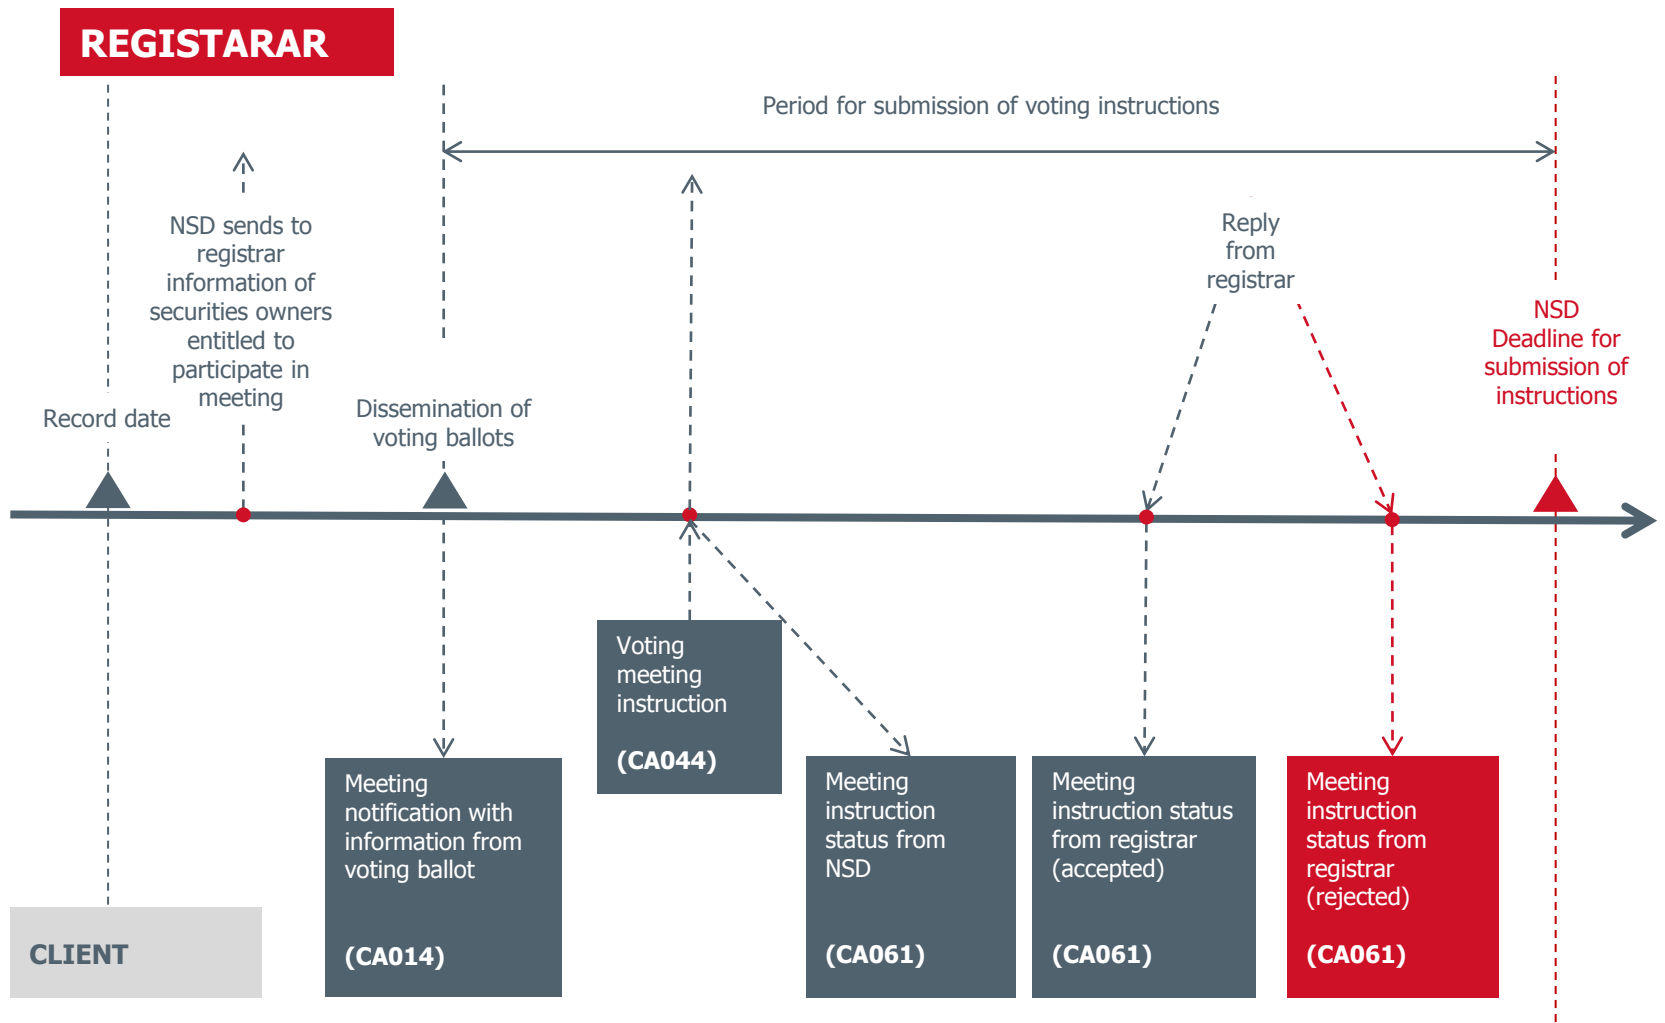 REGISTARAR
Period for submission of voting instructions
NSD sends to
registrar
information of
securities owners
entitled to
participate in
meeting
Reply
from
registrar
NSD
Deadline for
submission of
instructions
Record date
Dissemination of
voting ballots
Voting
meeting
instruction
(CA044)
Meeting
notification with
information from
voting ballot
(CA014)
Meeting
instruction
status from
NSD
(CA061)
Meeting
instruction status
from registrar
(accepted)
(CA061)
Meeting
instruction
status from
registrar
(rejected)
(CA061)
CLIENT